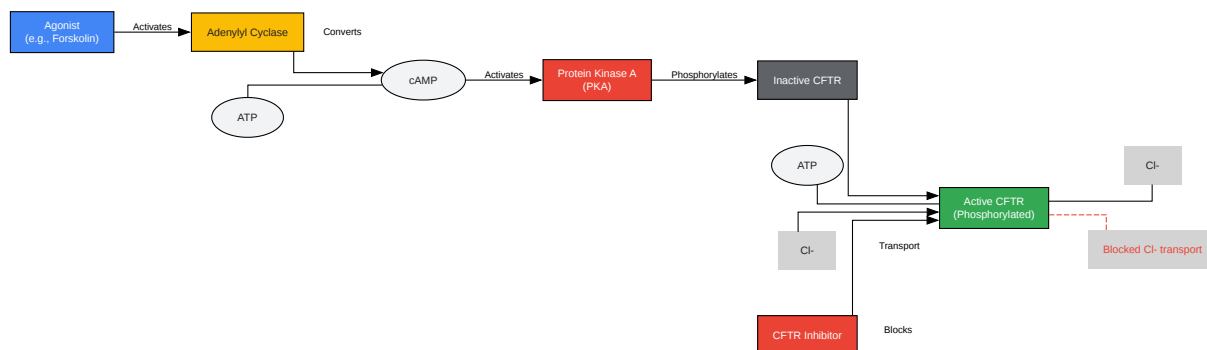 Agonist
(e.g., Forskolin)
Activates
Adenylyl Cyclase
Converts
cAMP
ATP
Activates
Protein Kinase A
(PKA)
Phosphorylates
Inactive CFTR
ATP
Cl-
Active CFTR
(Phosphorylated)
Cl-
Transport
Blocked Cl- transport
CFTR Inhibitor
Blocks